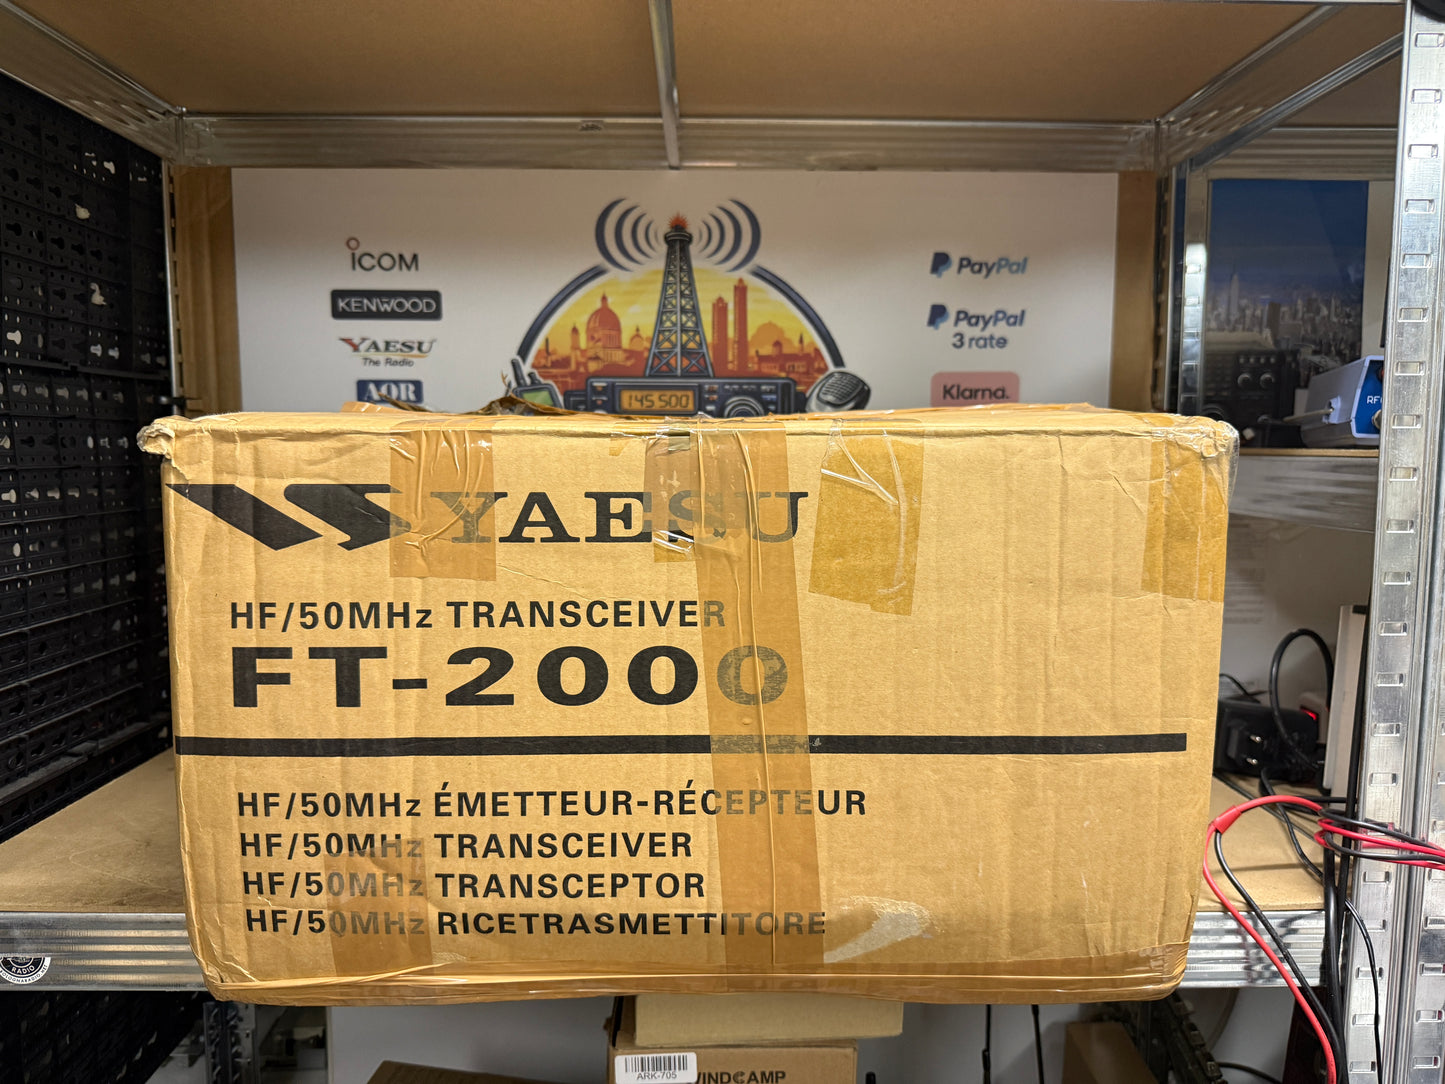 iCOM
KENWOOD
YAESU
The Radio
AOR
145 500
PayPal
PayPal
3 rate
Klarna.
YAESU
HF/50MHz TRANSCEIVER
FT-2000
HF/50MHz ÉMETTEUR-RÉCEPTEUR
HF/50MHz TRANSCEIVER
HF/50MHz TRANSCEPTOR
HF/50MHz RICETRASMETTITORE
RADIO
ARK-705
WINDCAMP